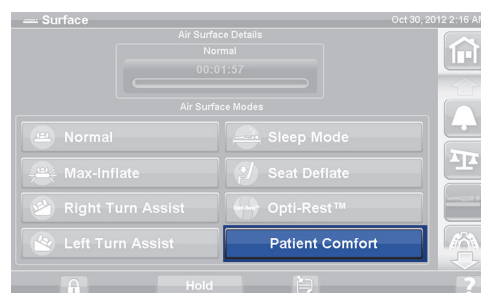 Surface
Oct 30, 2012 2:16 A
Air Surface Details
Normal
00:01:57
Air Surface Modes
Normal
Sleep Mode
Max-Inflate
Seat Deflate
Right Turn Assist
Opti-Rest™
Left Turn Assist
Patient Comfort
Hold
?